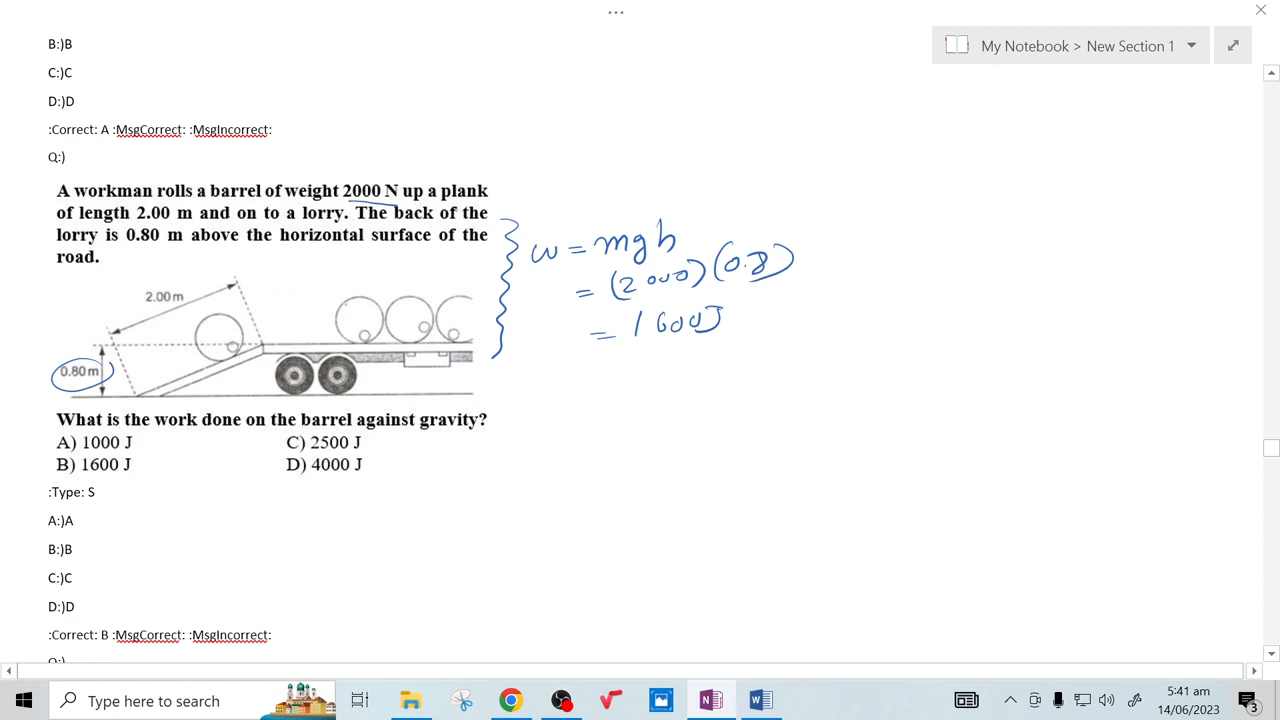 ...
My Notebook > New Section 1
B:)B
C:)C
D:)D
:Correct: A :MsgCorrect: :MsgIncorrect:
Q:)
A workman rolls a barrel of weight 2000 N up a plank
of length 2.00 m and on to a lorry. The back of the
lorry is 0.80 m above the horizontal surface of the
road.
2.00 m
0.80 m
w = mgh
= (2000) (0.8)
= 1600J
What is the work done on the barrel against gravity?
A) 1000 J C) 2500 J
B) 1600 J D) 4000 J
:Type: S
A:)A
B:)B
C:)C
D:)D
:Correct: B :MsgCorrect: :MsgIncorrect:
Q:)
Type here to search
5:41 am
14/06/2023
3